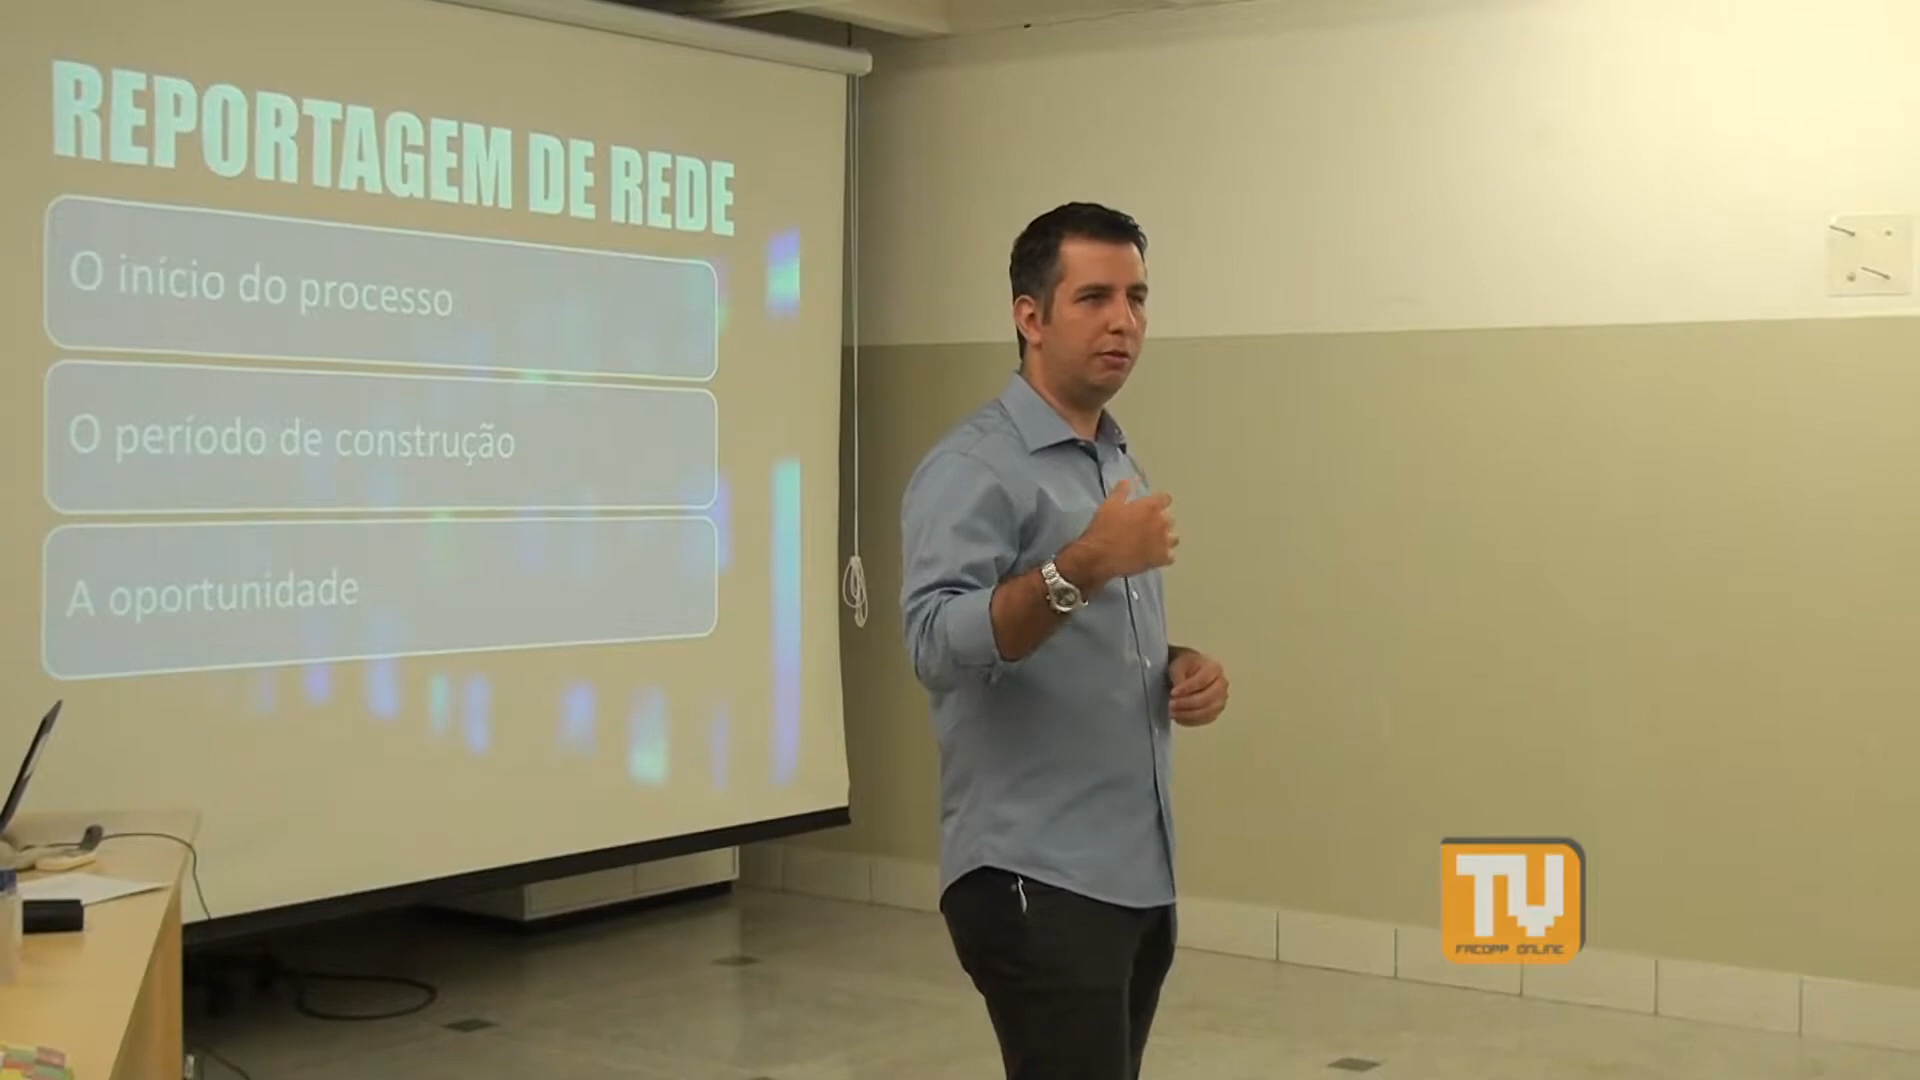 REPORTAGEM DE REDE
O início do processo
O período de construção
A oportunidade
TV
FACOPP ONLINE